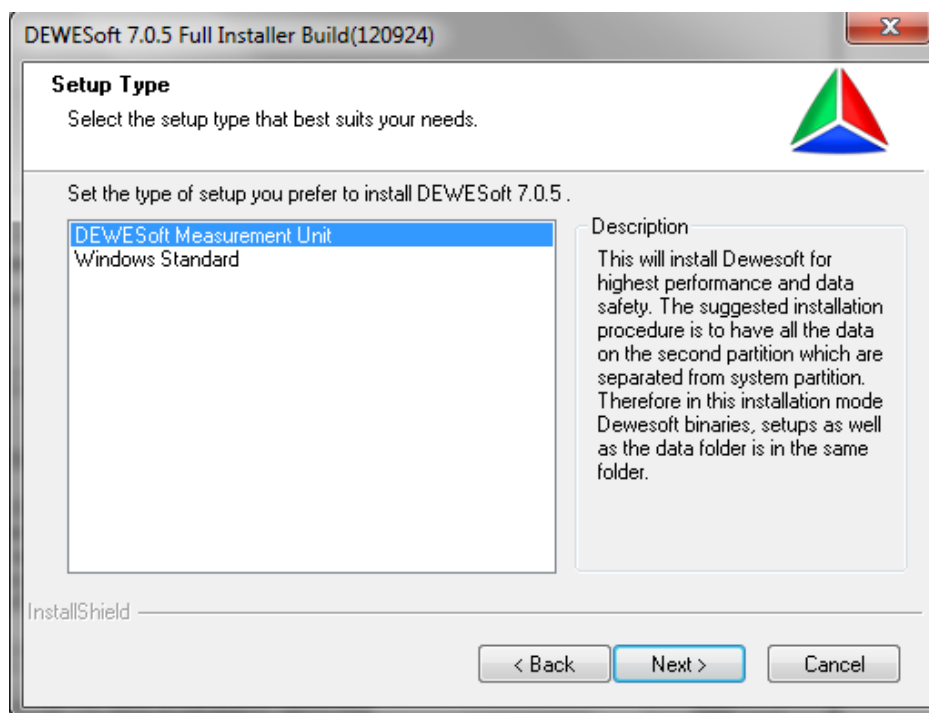 DEWESoft 7.0.5 Full Installer Build(120924)
Setup Type
Select the setup type that best suits your needs.
Set the type of setup you prefer to install DEWESoft 7.0.5 .
DEWESoft Measurement Unit
Windows Standard
Description
This will install Dewesoft for
highest performance and data
safety. The suggested installation
procedure is to have all the data
on the second partition which are
separated from system partition.
Therefore in this installation mode
Dewesoft binaries, setups as well
as the data folder is in the same
folder.
InstallShield
< Back
Next >
Cancel